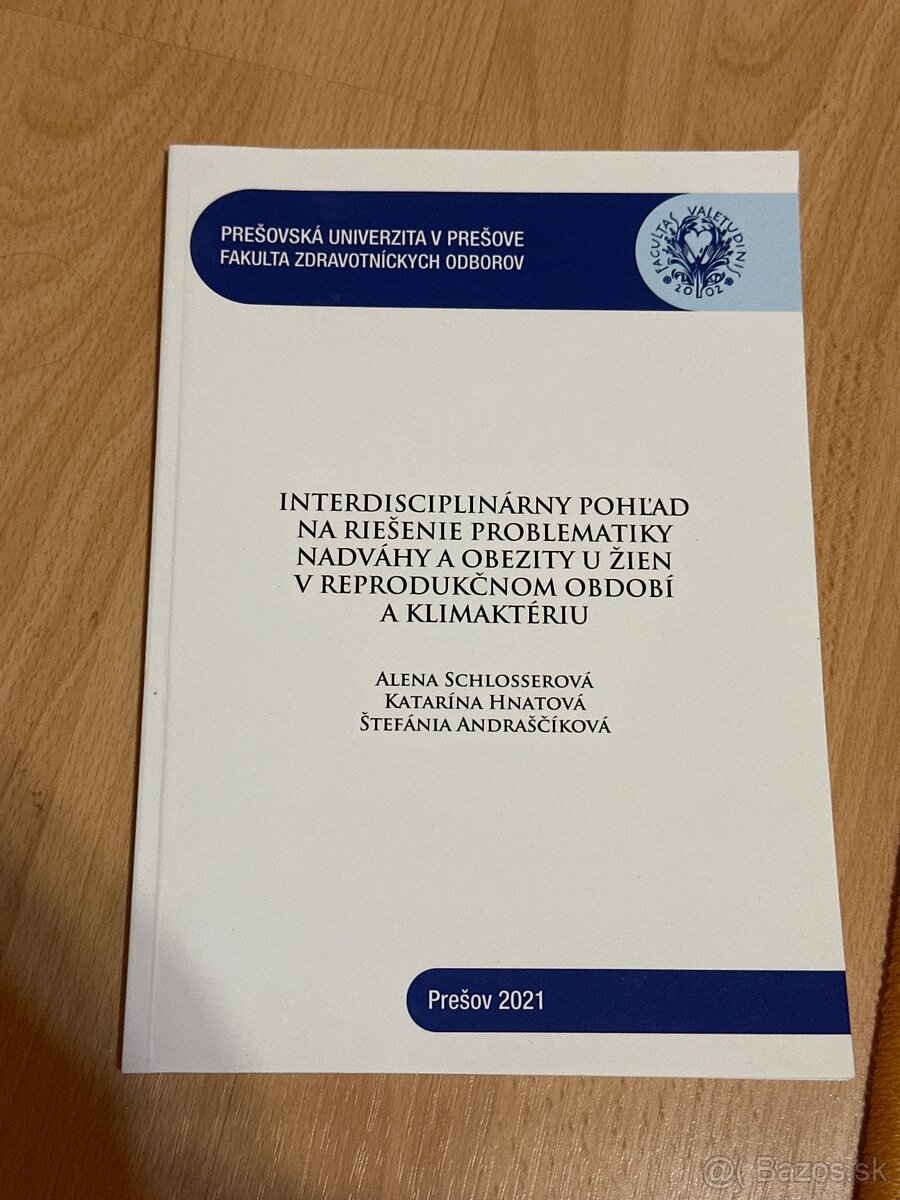 PREŠOVSKÁ UNIVERZITA V PREŠOVE
FAKULTA ZDRAVOTNÍCKYCH ODBOROV
FACULTAS VALETUDINIS
2002
INTERDISCIPLINÁRNY POHĽAD
NA RIEŠENIE PROBLEMATIKY
NADVÁHY A OBEZITY U ŽIEN
V REPRODUKČNOM OBDOBÍ
A KLIMAKTÉRIU
ALENA SCHLOSSEROVÁ
KATARÍNA HNATOVÁ
ŠTEFÁNIA ANDRAŠČÍKOVÁ
Prešov 2021
Bazos.sk